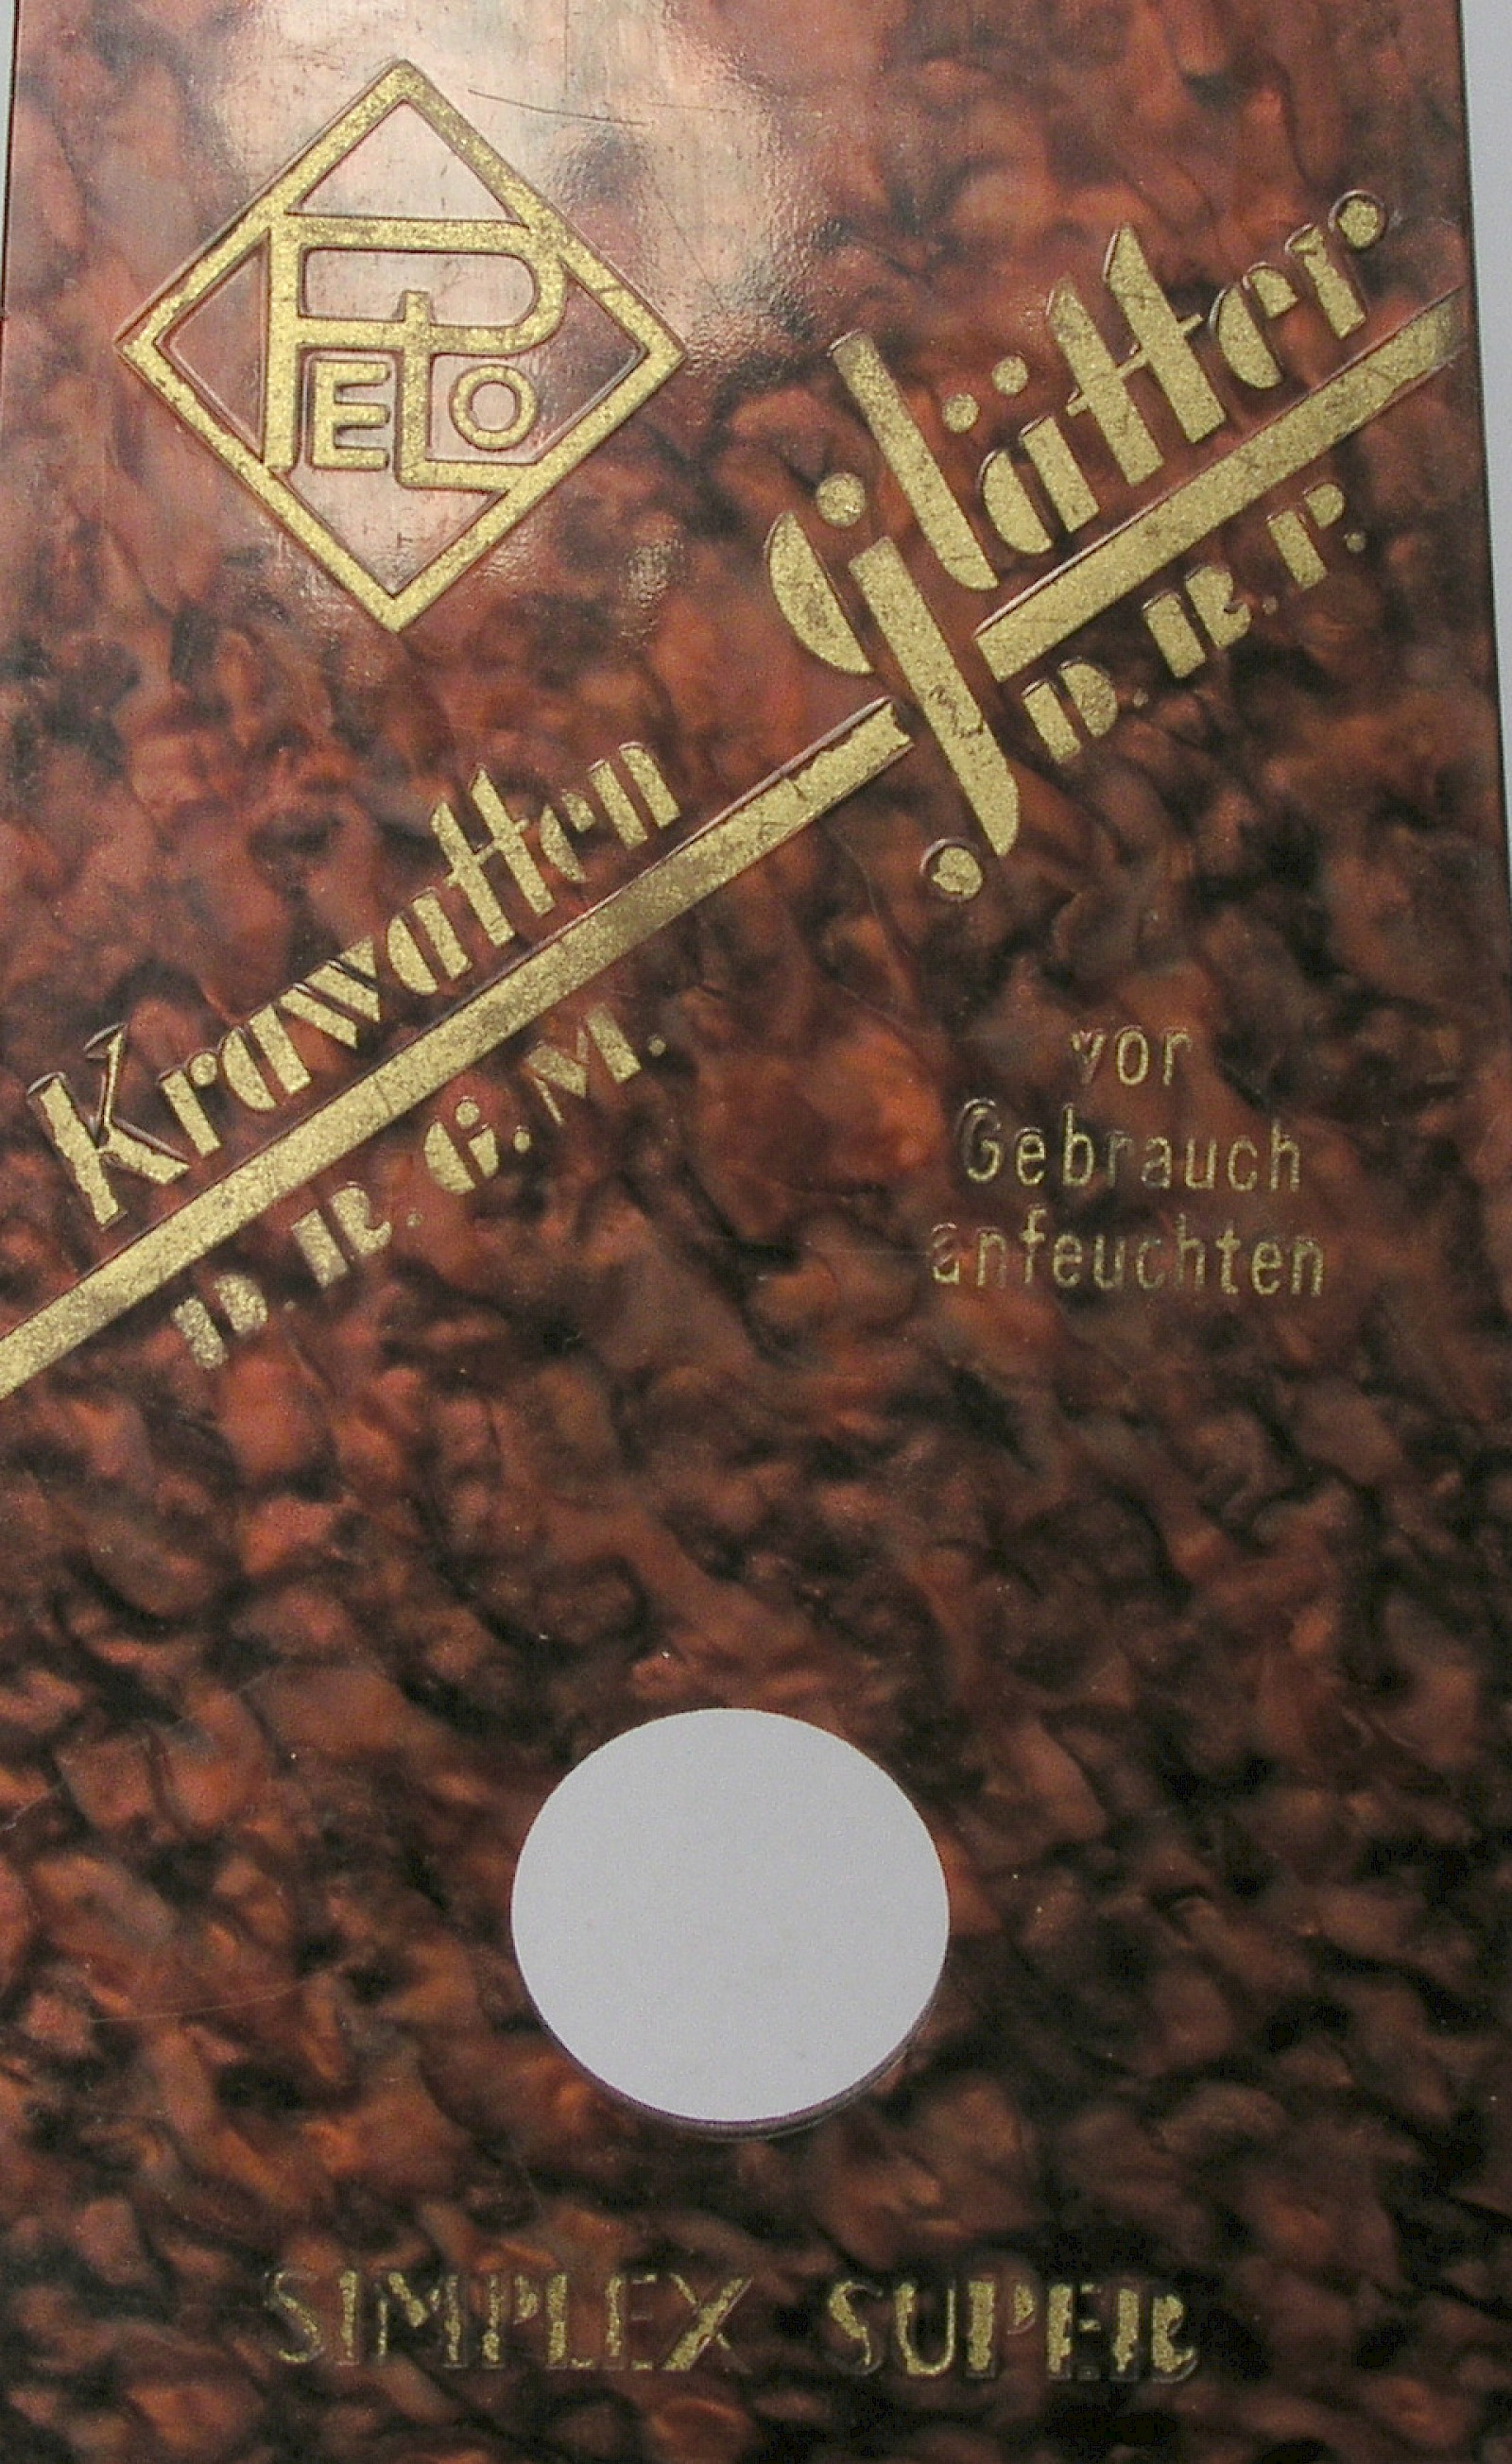 PELO
Krawatten glätter
D.R.G.M. D.R.P.
vor
Gebrauch
anfeuchten
SIMPLEX SUPER